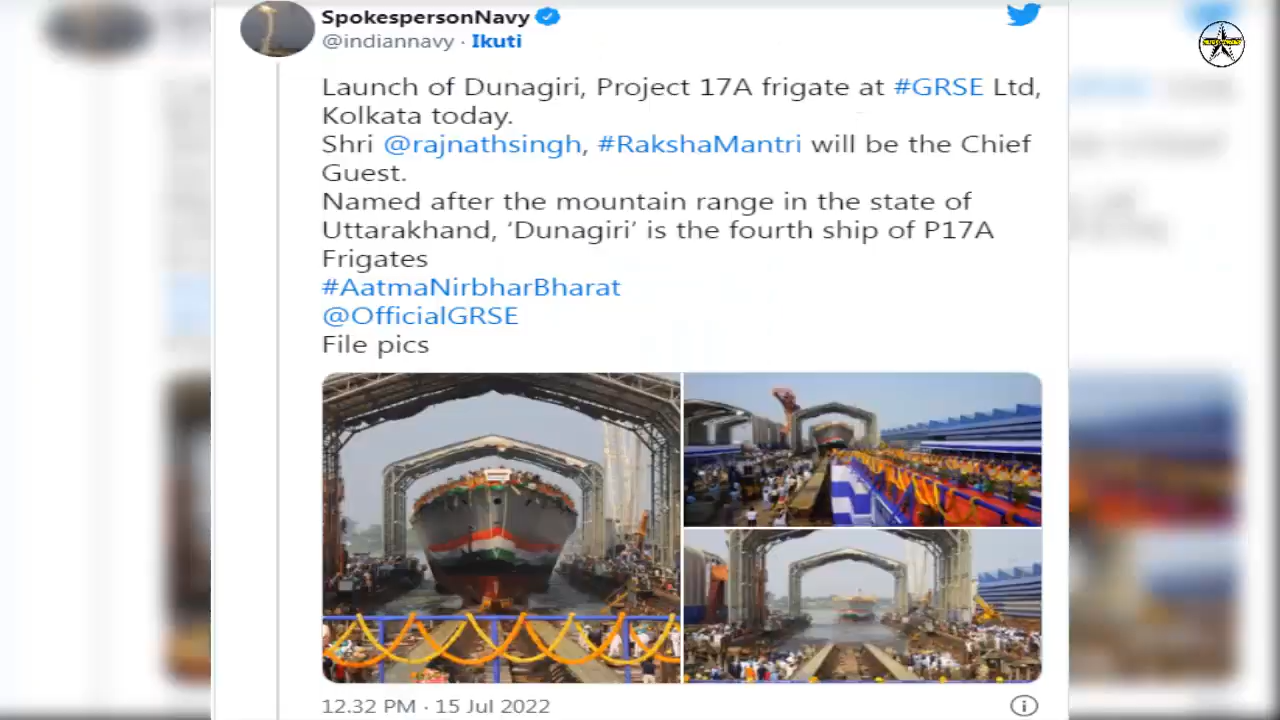 SpokespersonNavy
@indiannavy · Ikuti
Launch of Dunagiri, Project 17A frigate at #GRSE Ltd,
Kolkata today.
Shri @rajnathsingh, #RakshaMantri will be the Chief
Guest.
Named after the mountain range in the state of
Uttarakhand, ‘Dunagiri’ is the fourth ship of P17A
Frigates
#AatmaNirbharBharat
@OfficialGRSE
File pics
12.32 PM · 15 Jul 2022